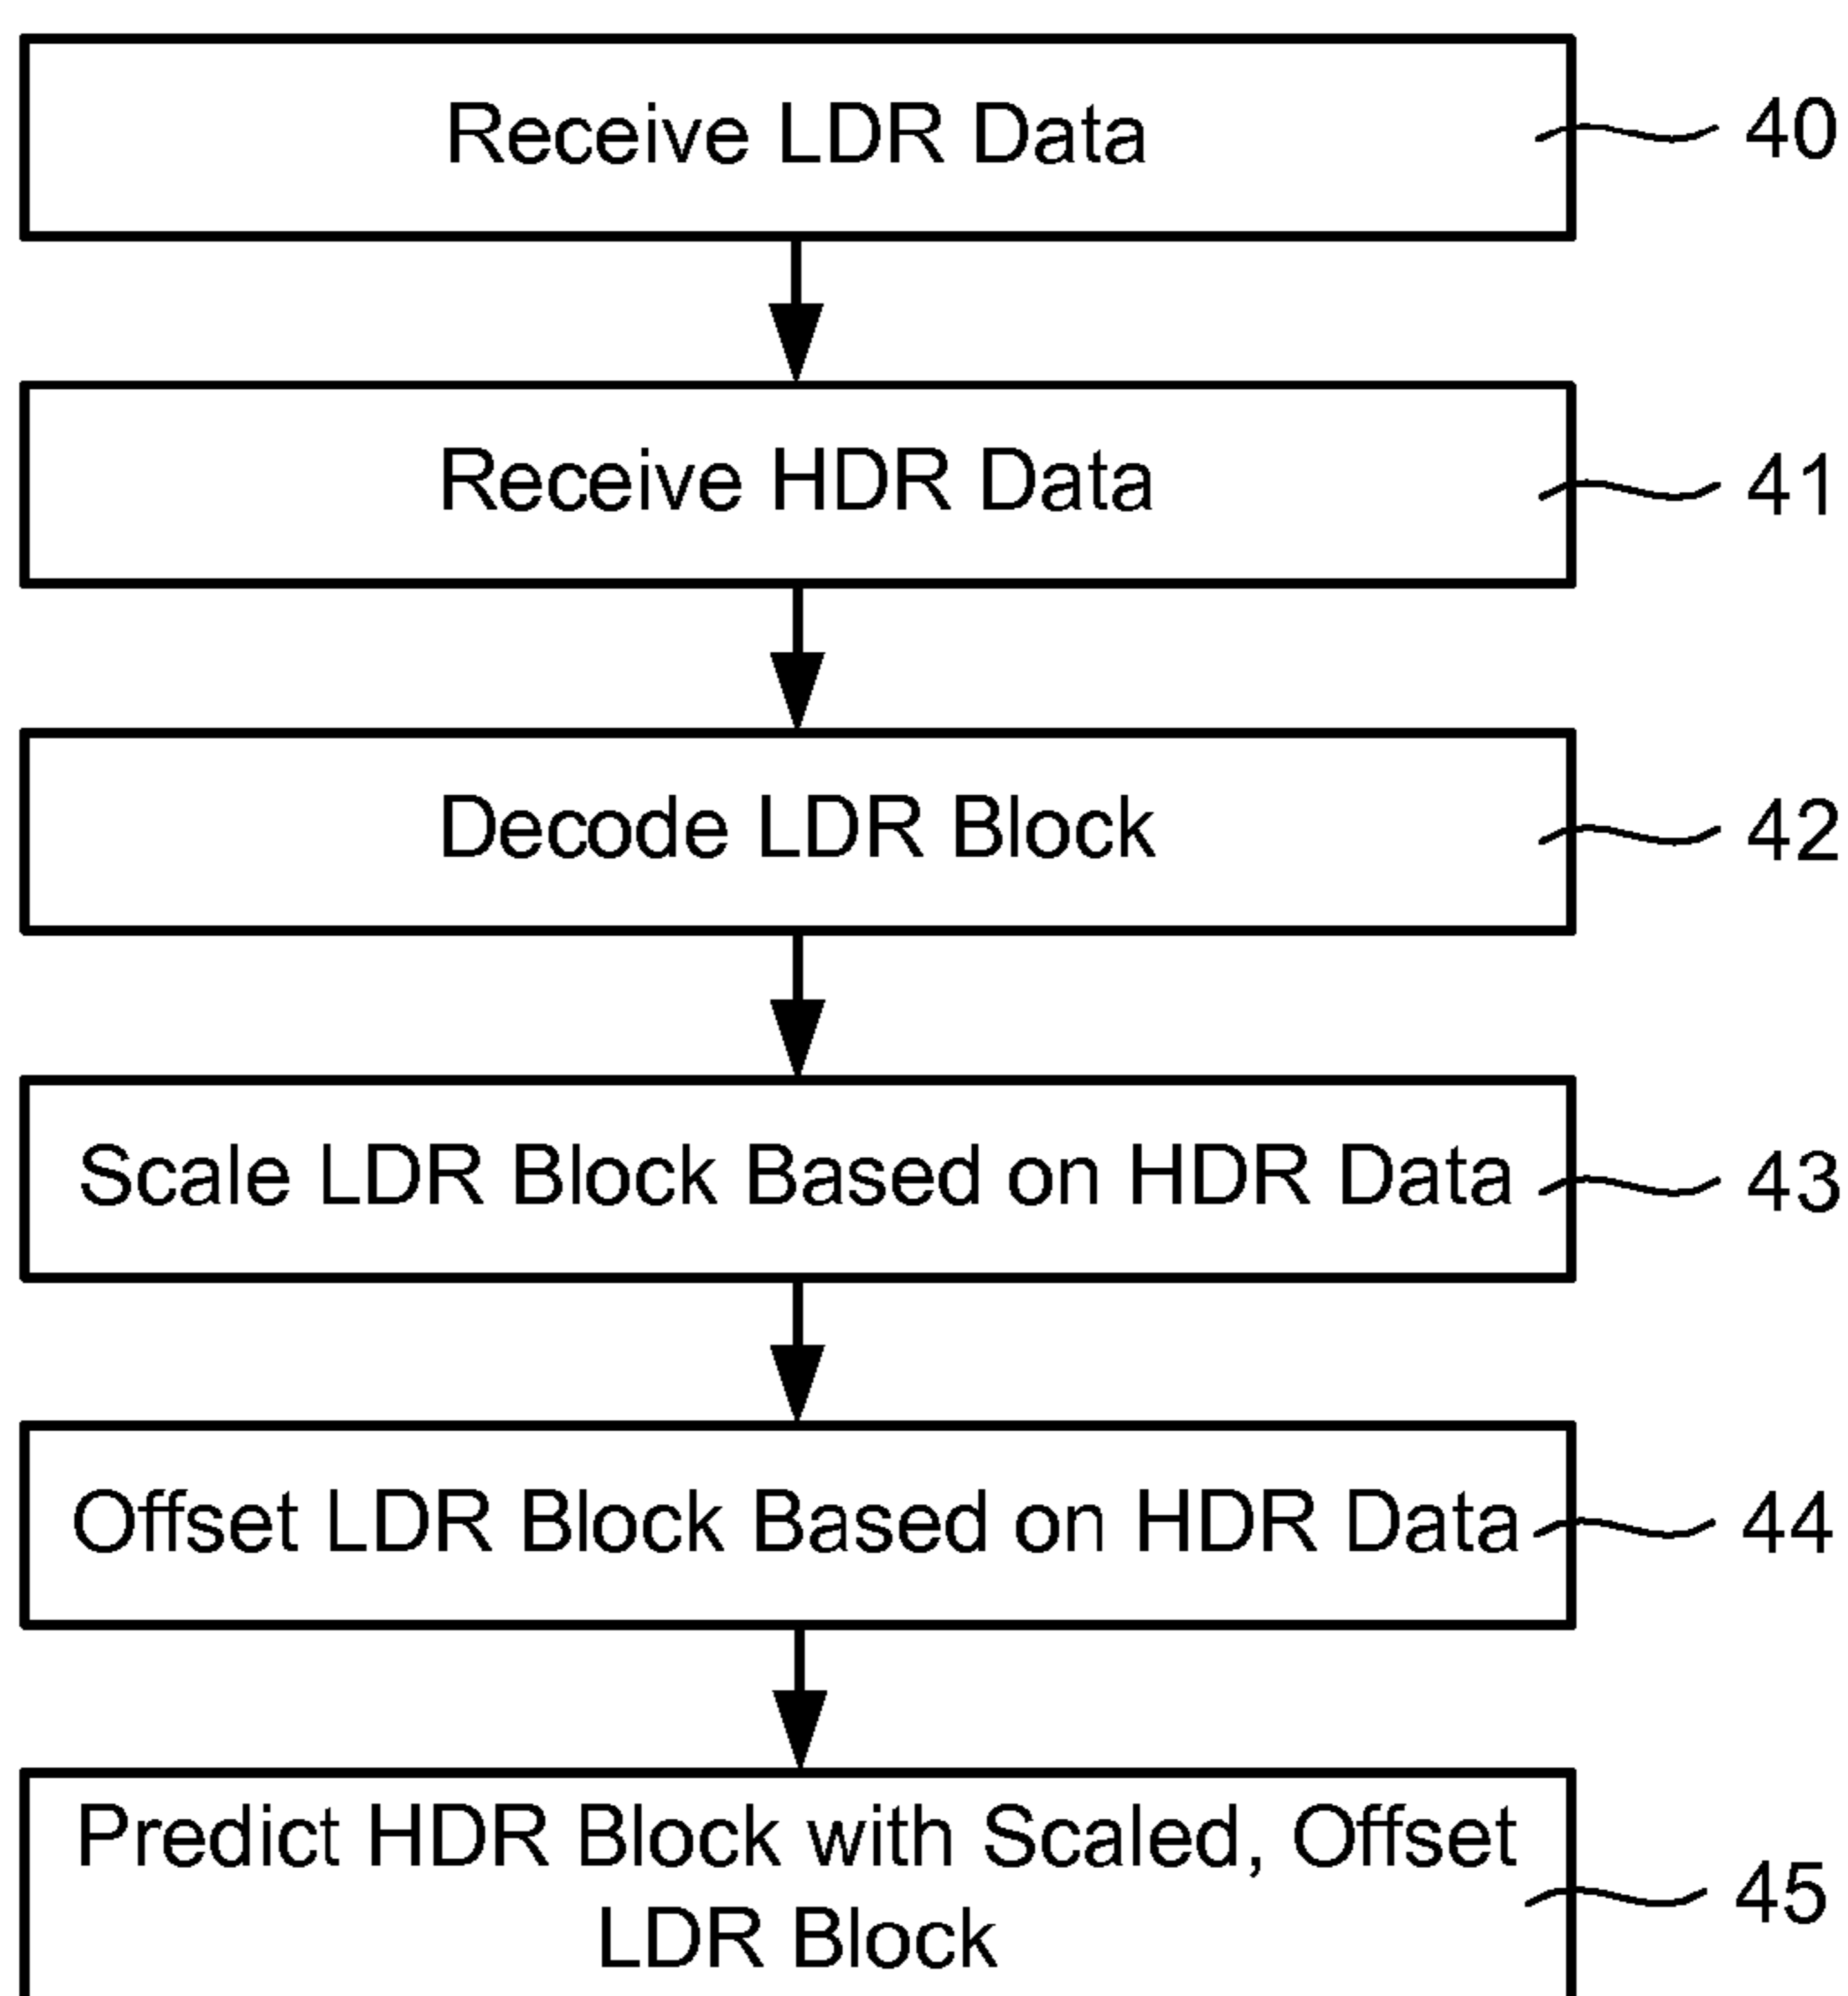 Receive LDR Data
40
Receive HDR Data
41
Decode LDR Block
42
Scale LDR Block Based on HDR Data
43
Offset LDR Block Based on HDR Data
44
Predict HDR Block with Scaled, Offset
LDR Block
45